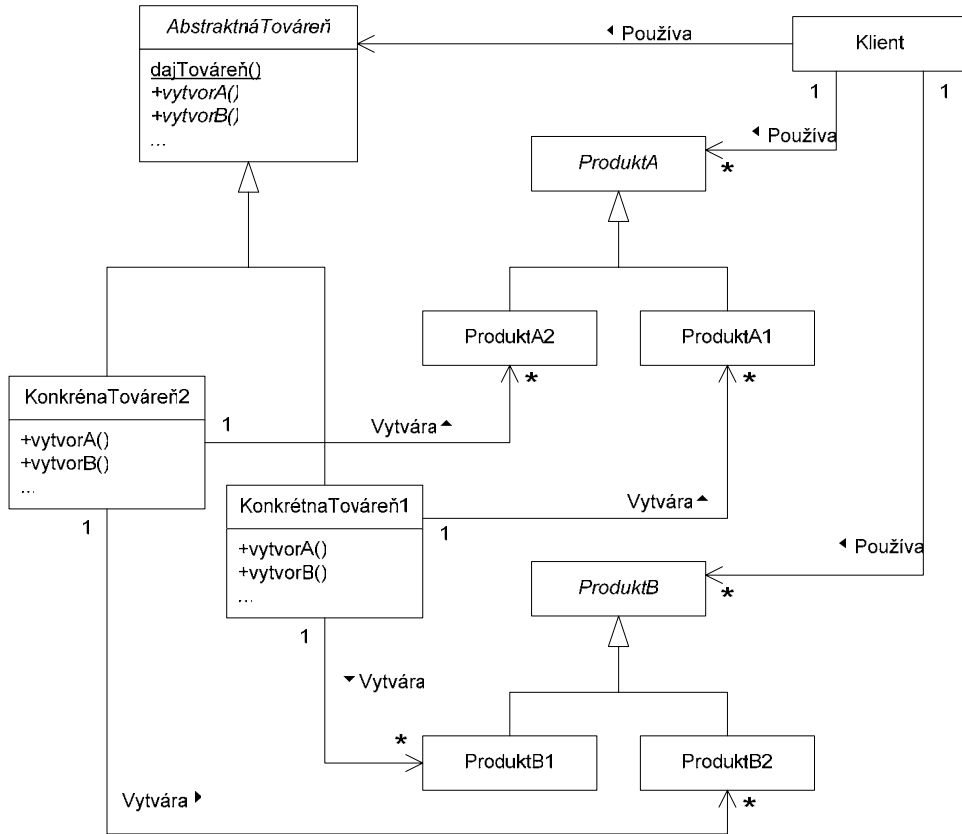 AbstraktnáTováreň
dajTováreň()
+vytvorA()
+vytvorB()
...
Používa
Klient
1
1
Používa
*
ProduktA
ProduktA2
*
ProduktA1
*
KonkrénaTováreň2
+vytvorA()
+vytvorB()
...
1
1
Vytvára
KonkrétnaTováreň1
+vytvorA()
+vytvorB()
...
1
1
Vytvára
Používa
*
ProduktB
Vytvára
*
ProduktB1
ProduktB2
*
Vytvára